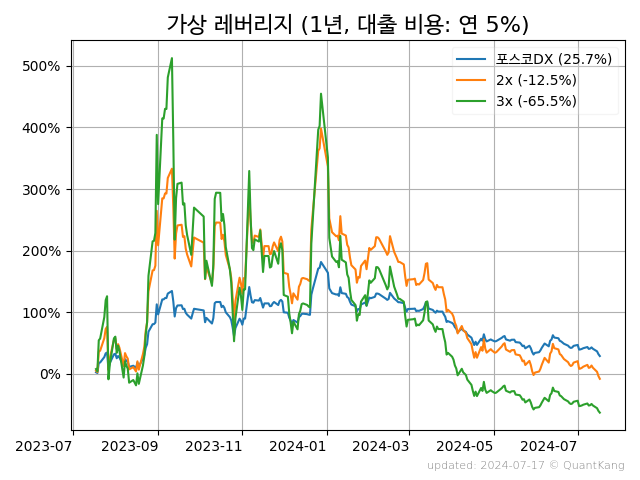 가상 레버리지 (1년, 대출 비용: 연 5%)
포스코DX (25.7%)
2x (-12.5%)
3x (-65.5%)
500%
400%
300%
200%
100%
0%
2023-07 2023-09 2023-11 2024-01 2024-03 2024-05 2024-07
updated: 2024-07-17 © QuantKang